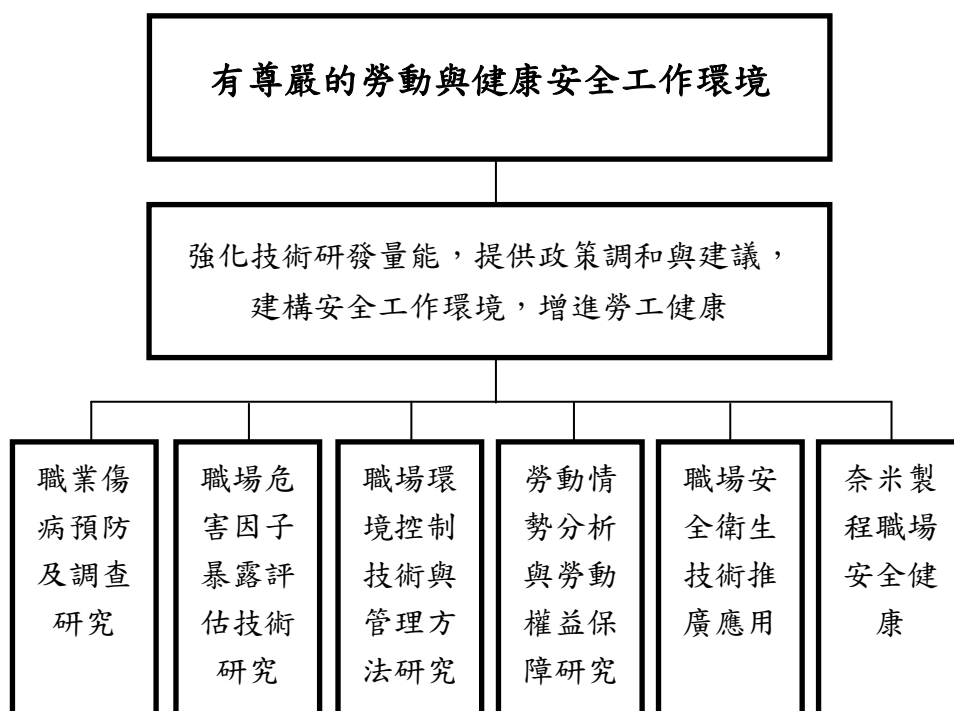 有尊嚴的勞動與健康安全工作環境
強化技術研發量能，提供政策調和與建議，
建構安全工作環境，增進勞工健康
職業傷
病預防
及調查
研究
職場危
害因子
暴露評
估技術
研究
職場環
境控制
技術與
管理方
法研究
勞動情
勢分析
與勞動
權益保
障研究
職場安
全衛生
技術推
廣應用
奈米製
程職場
安全健
康